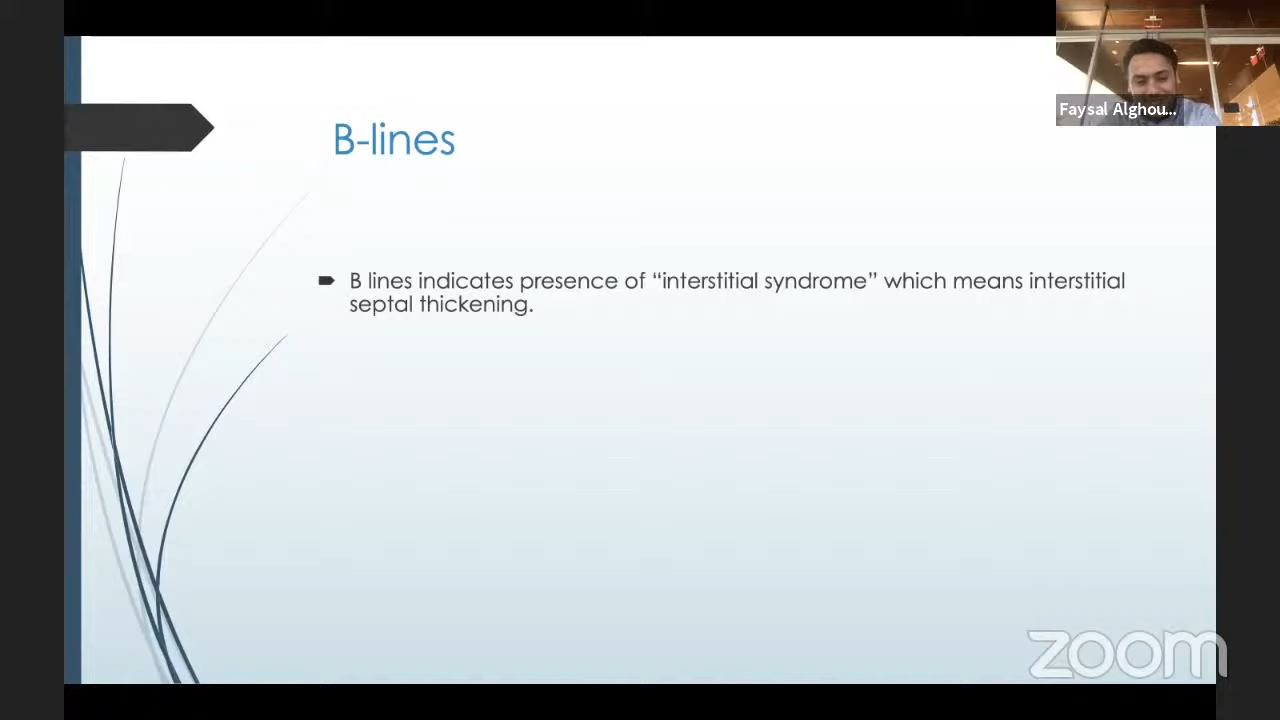 Faysal Alghou...
B-lines
B lines indicates presence of “interstitial syndrome” which means interstitial
septal thickening.
zoom